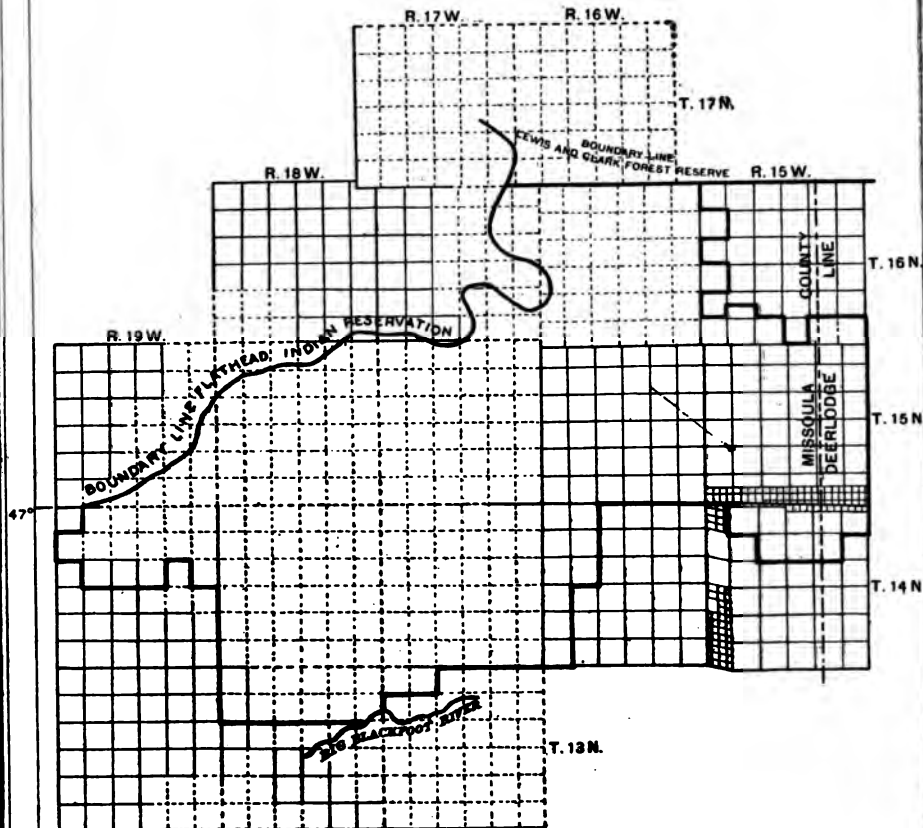 R. 17 W.
R. 16 W.
T. 17 N.
BOUNDARY LINE
LEWIS AND CLARK FOREST RESERVE
R. 18 W.
R. 15 W.
COUNTY
LINE
T. 16 N.
R. 19 W.
BOUNDARY LINE FLATHEAD INDIAN RESERVATION
MISSOULA
DEERLODGE
T. 15 N
47°
T. 14 N
BIG BLACKFOOT RIVER
T. 13 N.